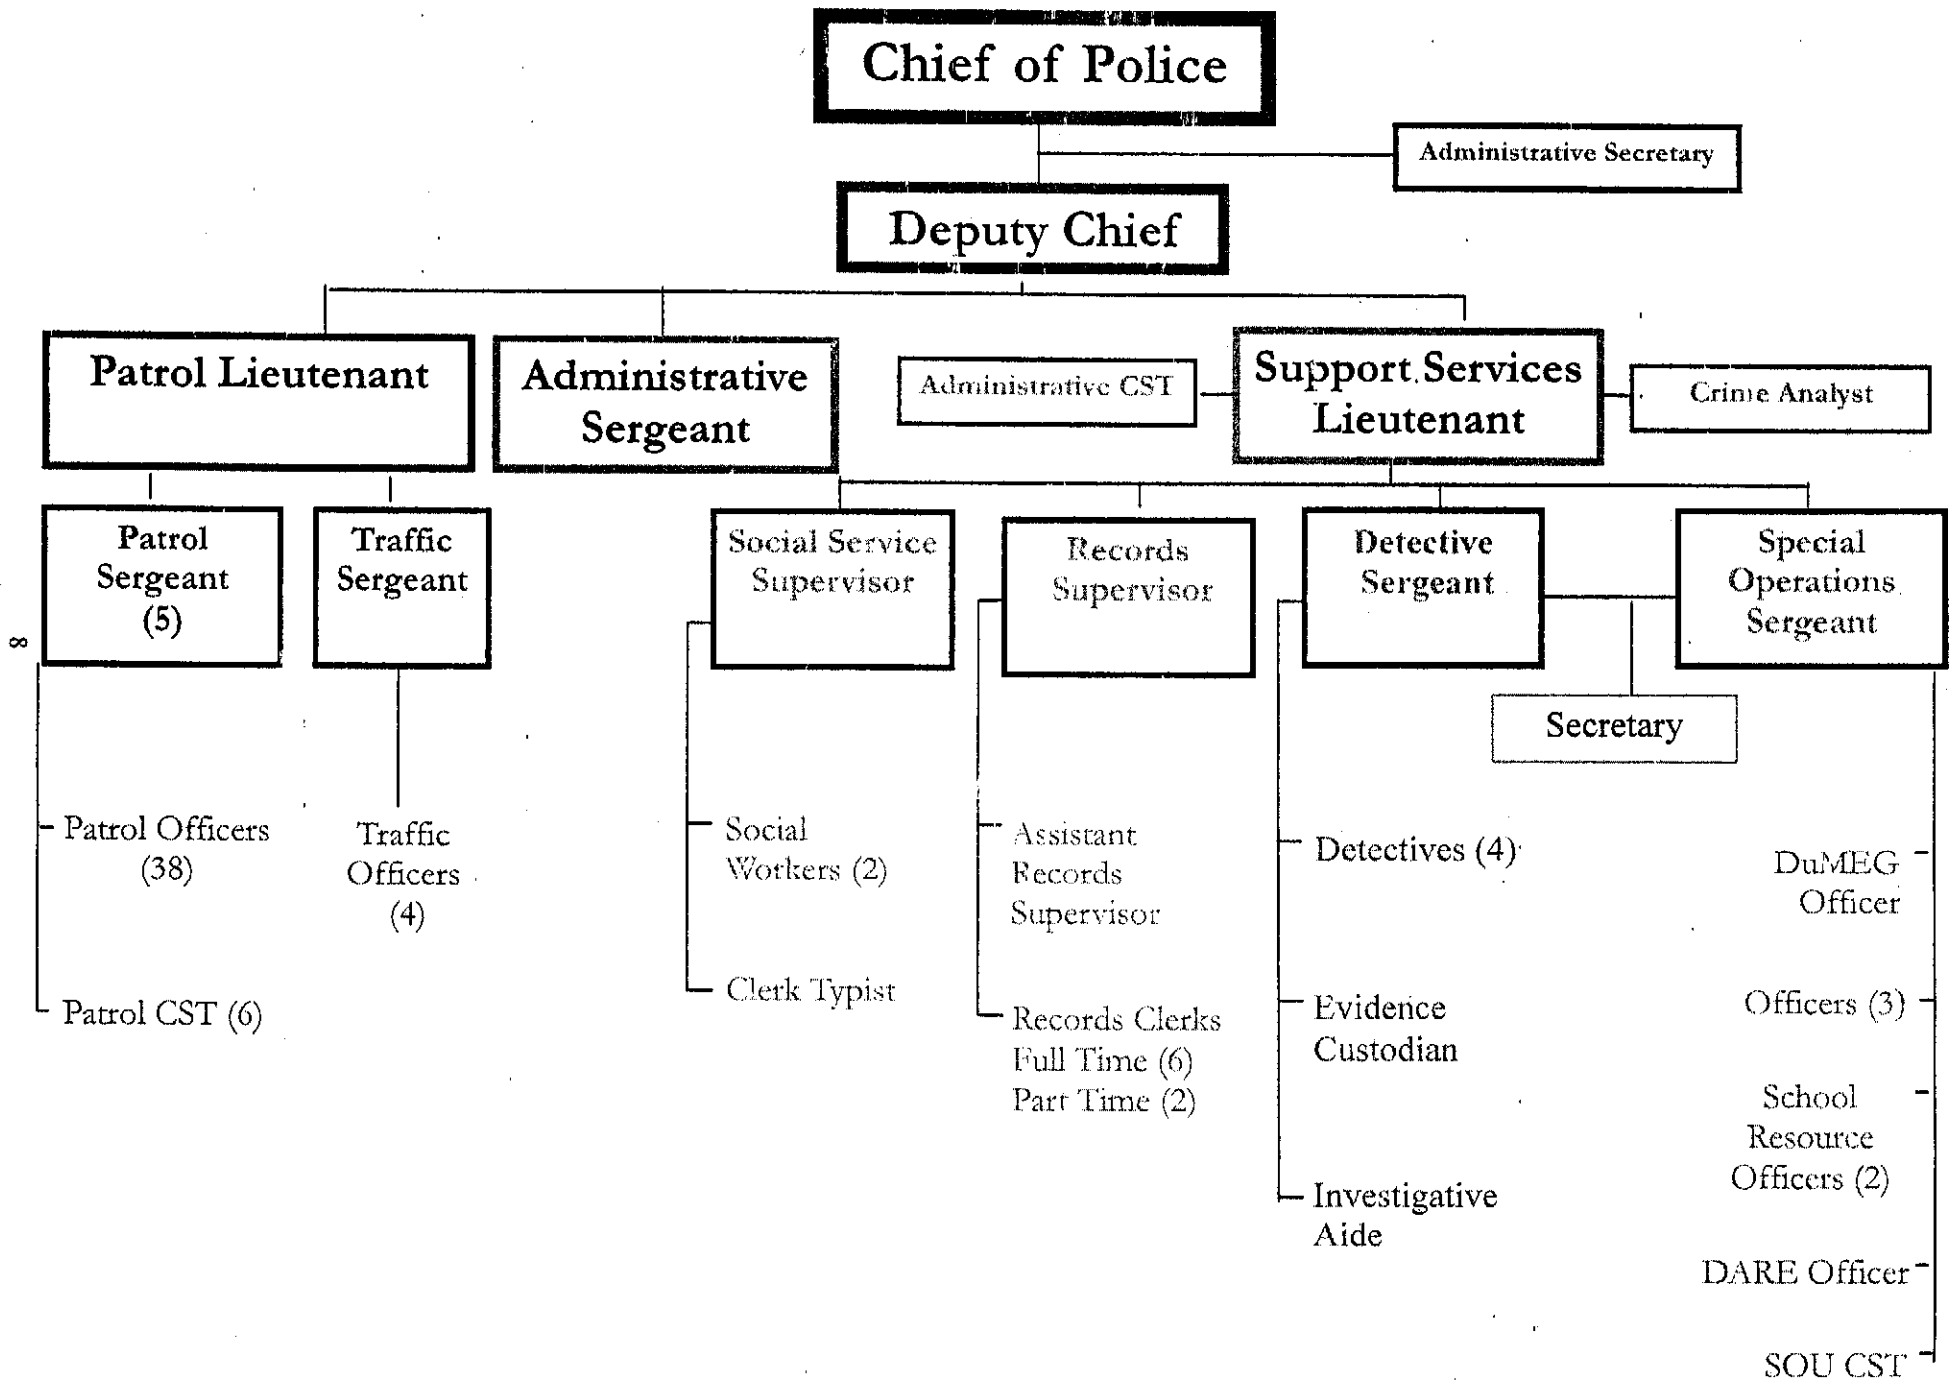 Chief of Police
Administrative Secretary
Deputy Chief
Patrol Lieutenant
Administrative
Sergeant
Administrative CST
Support Services
Lieutenant
Crime Analyst
Patrol
Sergeant
(5)
Traffic
Sergeant
Social Service
Supervisor
Records
Supervisor
Detective
Sergeant
Special
Operations
Sergeant
8
Secretary
Patrol Officers
(38)
Patrol CST (6)
Traffic
Officers
(4)
Social
Workers (2)
Clerk Typist
Assistant
Records
Supervisor
Records Clerks
Full Time (6)
Part Time (2)
Detectives (4)
Evidence
Custodian
Investigative
Aide
DuMEG
Officer
Officers (3)
School
Resource
Officers (2)
DARE Officer
SOU CST